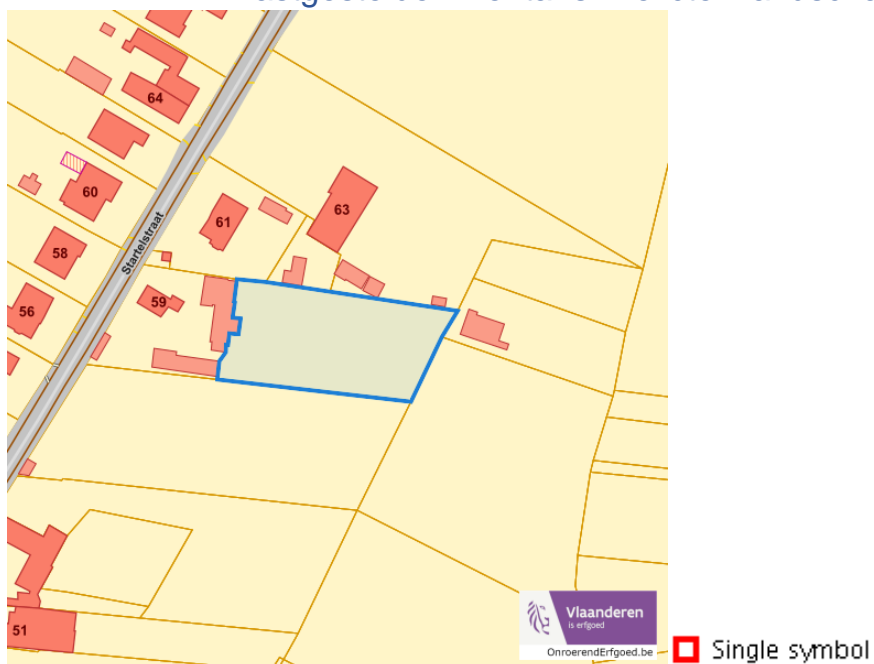 64
60
61
63
58
Startelstraat
59
56
51
Vlaanderen
is erfgoed
OnroerendErfgoed.be
Single symbol